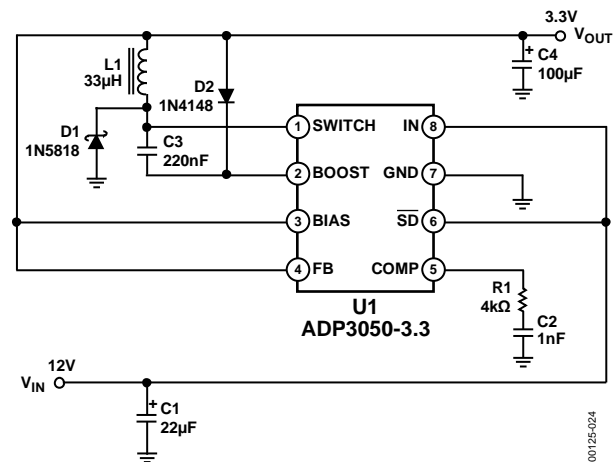 3.3V
VOUT
C4
100µF
L1
33µH
D2
1N4148
D1
1N5818
C3
220nF
1 SWITCH IN 8
2 BOOST GND 7
3 BIAS SD 6
4 FB COMP 5
R1
4kΩ
C2
1nF
U1
ADP3050-3.3
12V
VIN
C1
22µF
00125-024